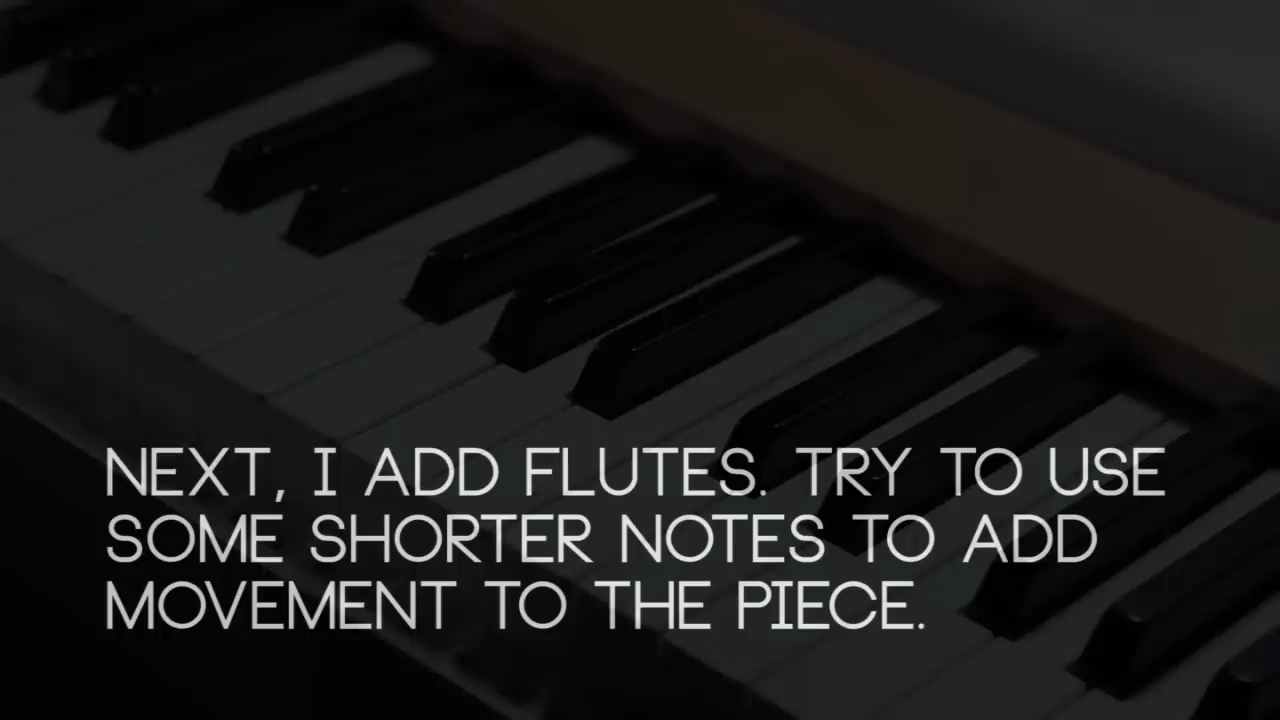 NEXT, I ADD FLUTES. TRY TO USE
SOME SHORTER NOTES TO ADD
MOVEMENT TO THE PIECE.